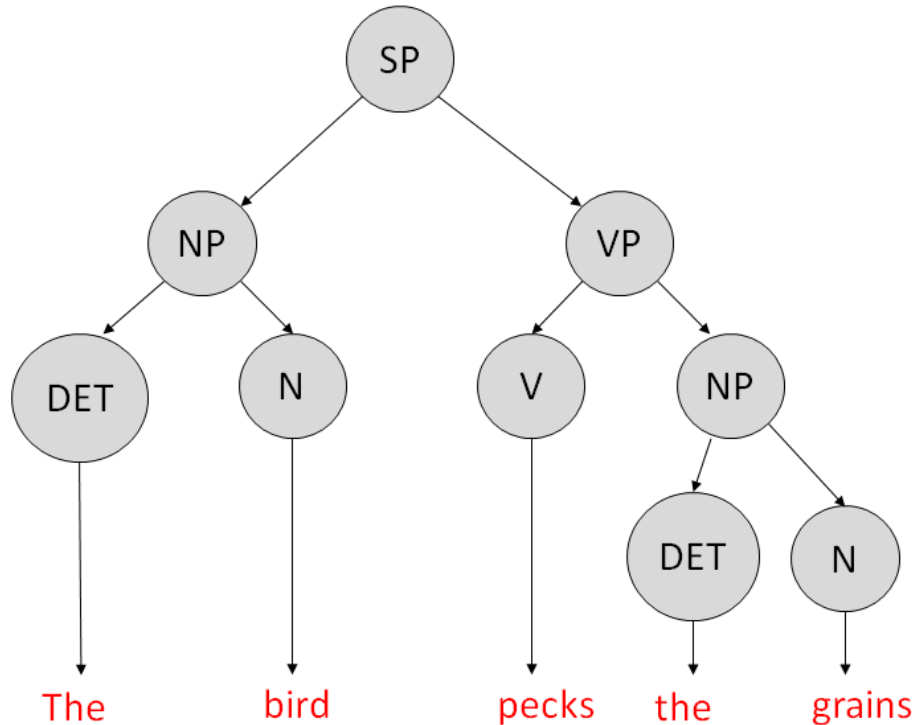 SP
NP VP
DET N V NP
DET N
The bird pecks the grains